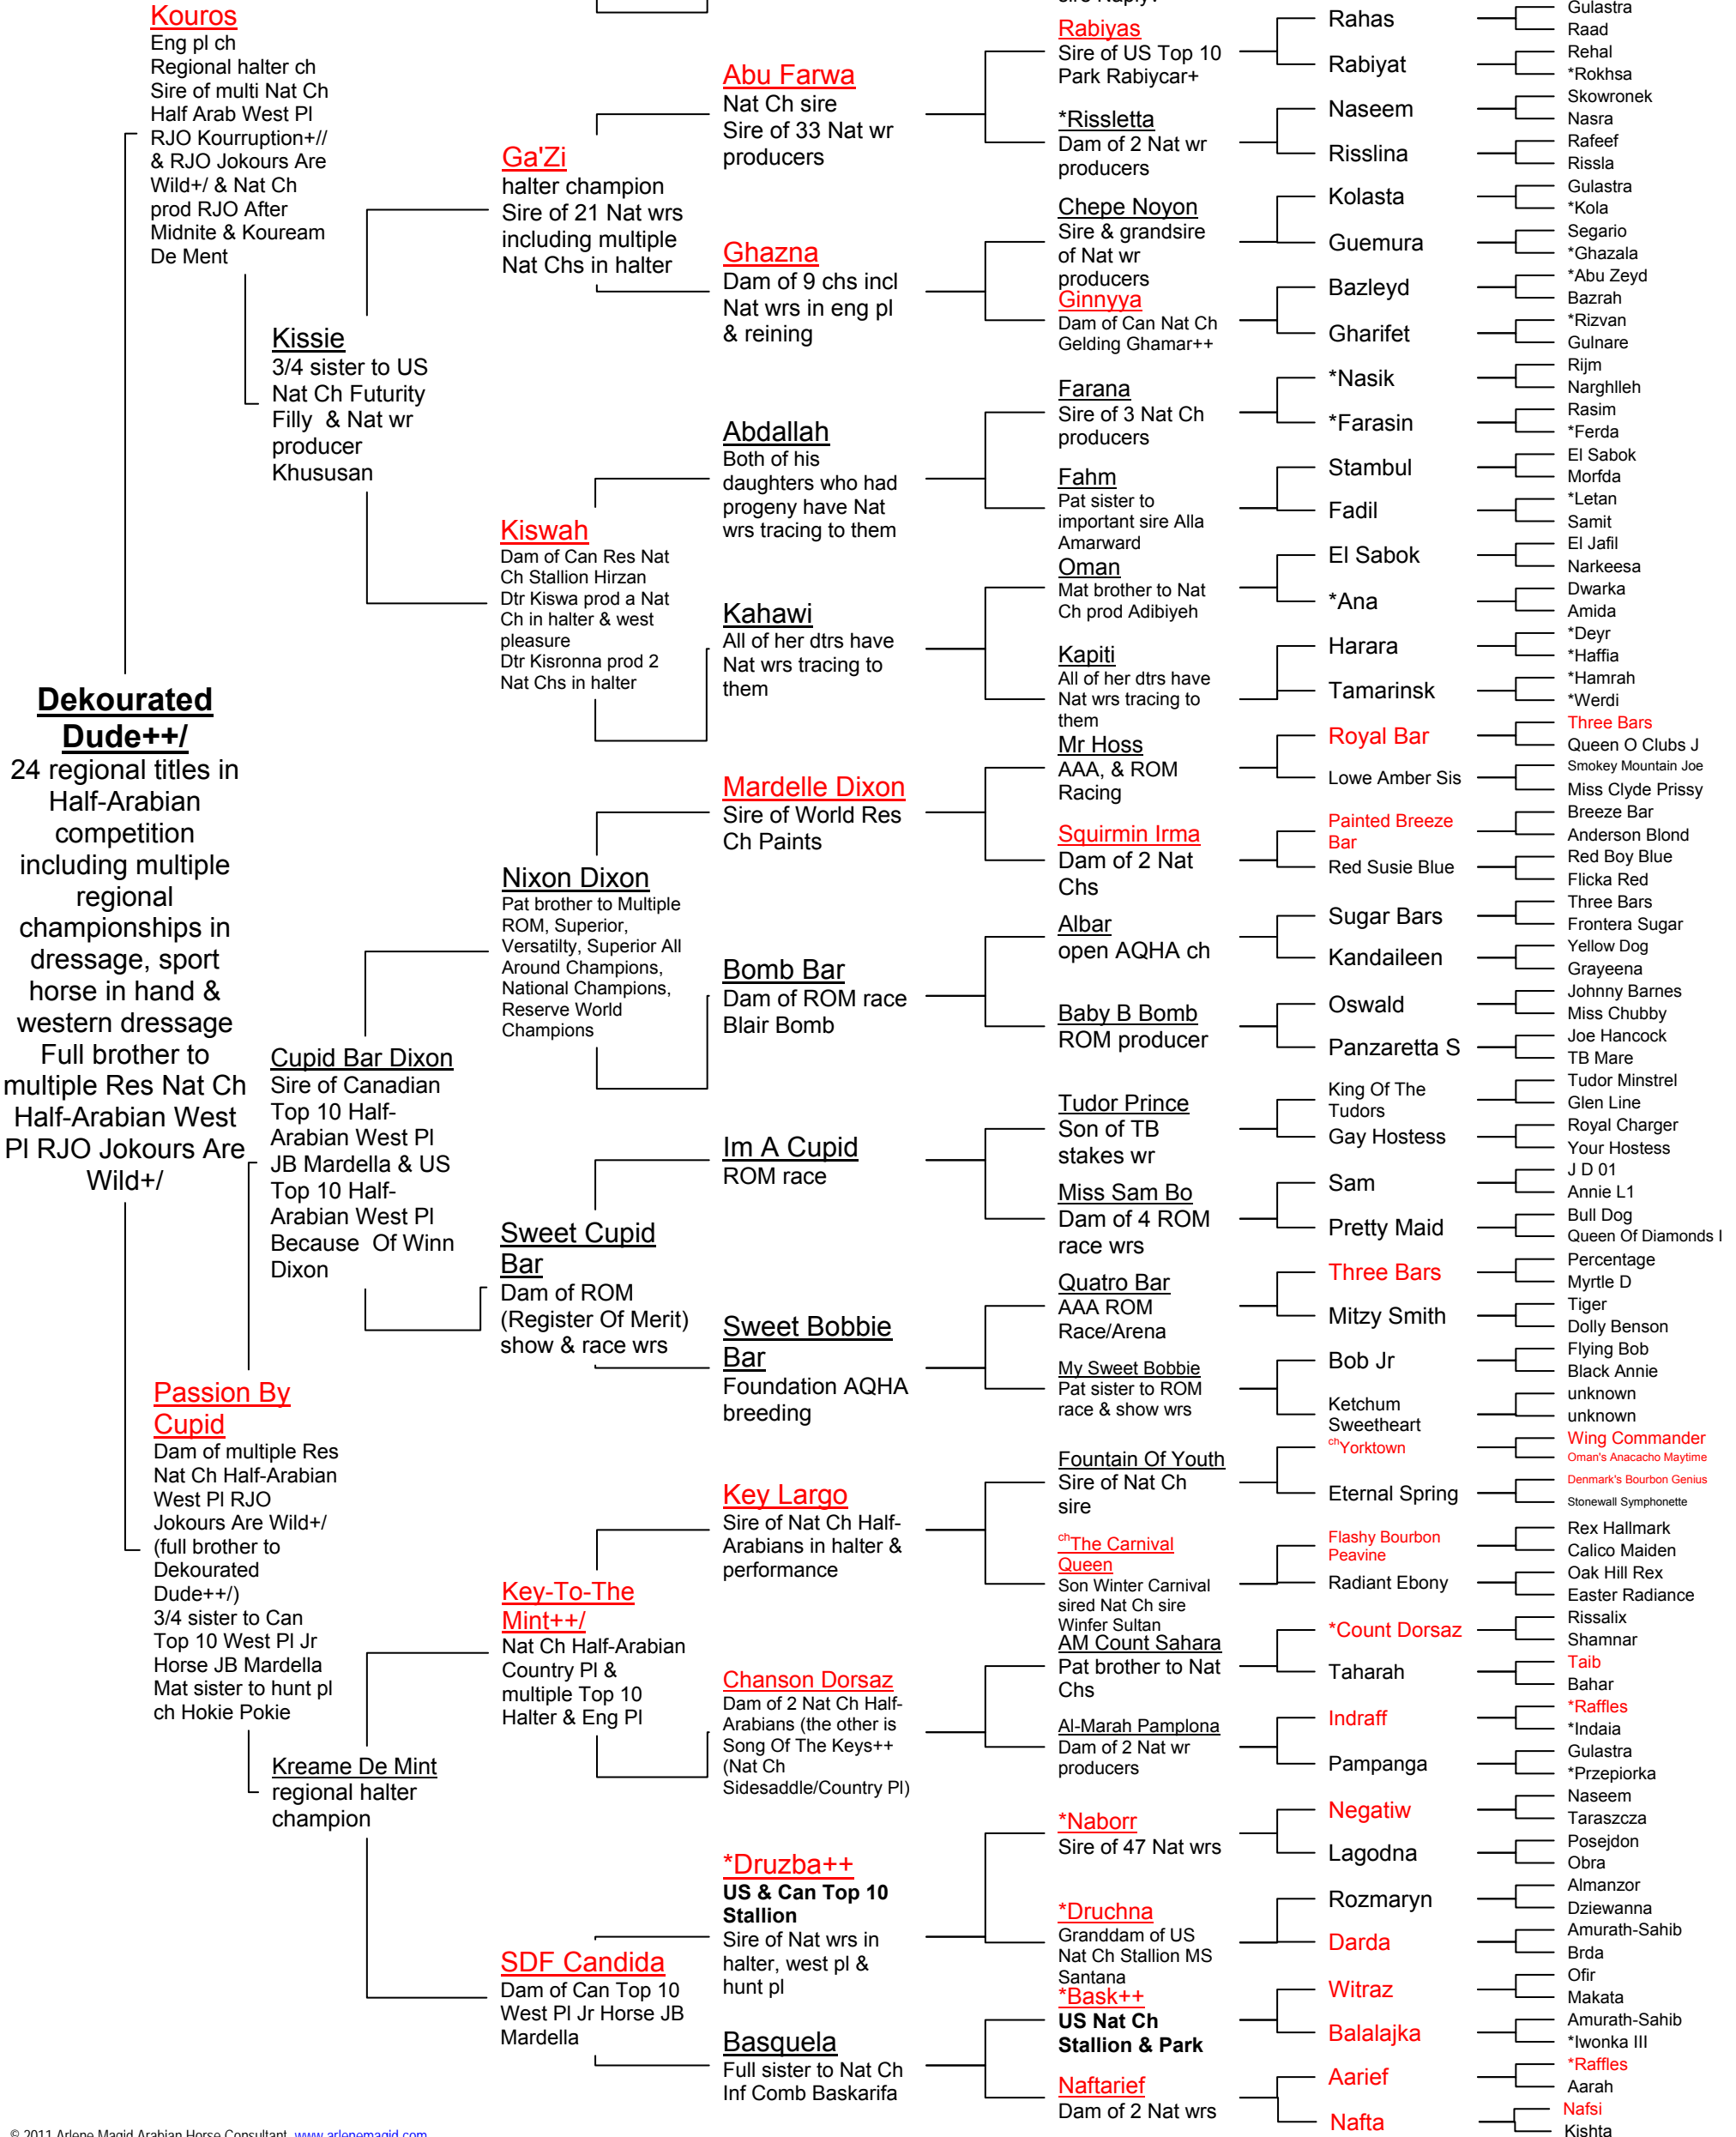 Kouros
Eng pl ch
Regional halter ch
Sire of multi Nat Ch
Half Arab West Pl
RJO Kourruption+//
& RJO Jokours Are
Wild+/ & Nat Ch
prod RJO After
Midnite & Kouream
De Ment
Dekourated
Dude++/
24 regional titles in
Half-Arabian
competition
including multiple
regional
championships in
dressage, sport
horse in hand &
western dressage
Full brother to
multiple Res Nat Ch
Half-Arabian West
Pl RJO Jokours Are
Wild+/
Passion By
Cupid
Dam of multiple Res
Nat Ch Half-Arabian
West Pl RJO
Jokours Are Wild+/
(full brother to
Dekourated
Dude++/)
3/4 sister to Can
Top 10 West Pl Jr
Horse JB Mardella
Mat sister to hunt pl
ch Hokie Pokie
Kissie
3/4 sister to US
Nat Ch Futurity
Filly & Nat wr
producer
Khususan
Cupid Bar Dixon
Sire of Canadian
Top 10 Half-
Arabian West Pl
JB Mardella & US
Top 10 Half-
Arabian West Pl
Because Of Winn
Dixon
Kreame De Mint
regional halter
champion
Ga'Zi
halter champion
Sire of 21 Nat wrs
including multiple
Nat Chs in halter
Kiswah
Dam of Can Res Nat
Ch Stallion Hirzan
Dtr Kiswa prod a Nat
Ch in halter & west
pleasure
Dtr Kisronna prod 2
Nat Chs in halter
Nixon Dixon
Pat brother to Multiple
ROM, Superior,
Versatilty, Superior All
Around Champions,
National Champions,
Reserve World
Champions
Sweet Cupid
Bar
Dam of ROM
(Register Of Merit)
show & race wrs
Key-To-The
Mint++/
Nat Ch Half-Arabian
Country Pl &
multiple Top 10
Halter & Eng Pl
SDF Candida
Dam of Can Top 10
West Pl Jr Horse JB
Mardella
Abu Farwa
Nat Ch sire
Sire of 33 Nat wr
producers
Ghazna
Dam of 9 chs incl
Nat wrs in eng pl
& reining
Abdallah
Both of his
daughters who had
progeny have Nat
wrs tracing to them
Kahawi
All of her dtrs have
Nat wrs tracing to
them
Mardelle Dixon
Sire of World Res
Ch Paints
Bomb Bar
Dam of ROM race
Blair Bomb
Im A Cupid
ROM race
Sweet Bobbie
Bar
Foundation AQHA
breeding
Key Largo
Sire of Nat Ch Half-
Arabians in halter &
performance
Chanson Dorsaz
Dam of 2 Nat Ch Half-
Arabians (the other is
Song Of The Keys++
(Nat Ch
Sidesaddle/Country Pl)
*Druzba++
US & Can Top 10
Stallion
Sire of Nat wrs in
halter, west pl &
hunt pl
Basquela
Full sister to Nat Ch
Inf Comb Baskarifa
Rabiyas
Sire of US Top 10
Park Rabiycar+
*Rissletta
Dam of 2 Nat wr
producers
Chepe Noyon
Sire & grandsire
of Nat wr
producers
Ginnyya
Dam of Can Nat Ch
Gelding Ghamar++
Farana
Sire of 3 Nat Ch
producers
Fahm
Pat sister to
important sire Alla
Amarward
Oman
Mat brother to Nat
Ch prod Adibiyeh
Kapiti
All of her dtrs have
Nat wrs tracing to
them
Mr Hoss
AAA, & ROM
Racing
Squirmin Irma
Dam of 2 Nat
Chs
Albar
open AQHA ch
Baby B Bomb
ROM producer
Tudor Prince
Son of TB
stakes wr
Miss Sam Bo
Dam of 4 ROM
race wrs
Quatro Bar
AAA ROM
Race/Arena
My Sweet Bobbie
Pat sister to ROM
race & show wrs
Fountain Of Youth
Sire of Nat Ch
sire
chThe Carnival
Queen
Son Winter Carnival
sired Nat Ch sire
Winfer Sultan
AM Count Sahara
Pat brother to Nat
Chs
Al-Marah Pamplona
Dam of 2 Nat wr
producers
*Naborr
Sire of 47 Nat wrs
*Druchna
Granddam of US
Nat Ch Stallion MS
Santana
*Bask++
US Nat Ch
Stallion & Park
Naftarief
Dam of 2 Nat wrs
Rahas
Rabiyat
Naseem
Risslina
Kolasta
Guemura
Bazleyd
Gharifet
*Nasik
*Farasin
Stambul
Fadil
El Sabok
*Ana
Harara
Tamarinsk
Royal Bar
Lowe Amber Sis
Painted Breeze
Bar
Red Susie Blue
Sugar Bars
Kandaileen
Oswald
Panzaretta S
King Of The
Tudors
Gay Hostess
Sam
Pretty Maid
Three Bars
Mitzy Smith
Bob Jr
Ketchum
Sweetheart
chYorktown
Eternal Spring
Flashy Bourbon
Peavine
Radiant Ebony
*Count Dorsaz
Taharah
Indraff
Pampanga
Negatiw
Lagodna
Rozmaryn
Darda
Witraz
Balalajka
Aarief
Nafta
Gulastra
Raad
Rehal
*Rokhsa
Skowronek
Nasra
Rafeef
Rissla
Gulastra
*Kola
Segario
*Ghazala
*Abu Zeyd
Bazrah
*Rizvan
Gulnare
Rijm
Narghlleh
Rasim
*Ferda
El Sabok
Morfda
*Letan
Samit
El Jafil
Narkeesa
Dwarka
Amida
*Deyr
*Haffia
*Hamrah
*Werdi
Three Bars
Queen O Clubs J
Smokey Mountain Joe
Miss Clyde Prissy
Breeze Bar
Anderson Blond
Red Boy Blue
Flicka Red
Three Bars
Frontera Sugar
Yellow Dog
Grayeena
Johnny Barnes
Miss Chubby
Joe Hancock
TB Mare
Tudor Minstrel
Glen Line
Royal Charger
Your Hostess
J D 01
Annie L1
Bull Dog
Queen Of Diamonds I
Percentage
Myrtle D
Tiger
Dolly Benson
Flying Bob
Black Annie
unknown
unknown
Wing Commander
Oman's Anacacho Maytime
Denmark's Bourbon Genius
Stonewall Symphonette
Rex Hallmark
Calico Maiden
Oak Hill Rex
Easter Radiance
Rissalix
Shamnar
Taib
Bahar
*Raffles
*Indaia
Gulastra
*Przepiorka
Naseem
Taraszcza
Posejdon
Obra
Almanzor
Dziewanna
Amurath-Sahib
Brda
Ofir
Makata
Amurath-Sahib
*Iwonka III
*Raffles
Aarah
Nafsi
Kishta
© 2011 Arlene Magid Arabian Horse Consultant www.arlenemagid.com